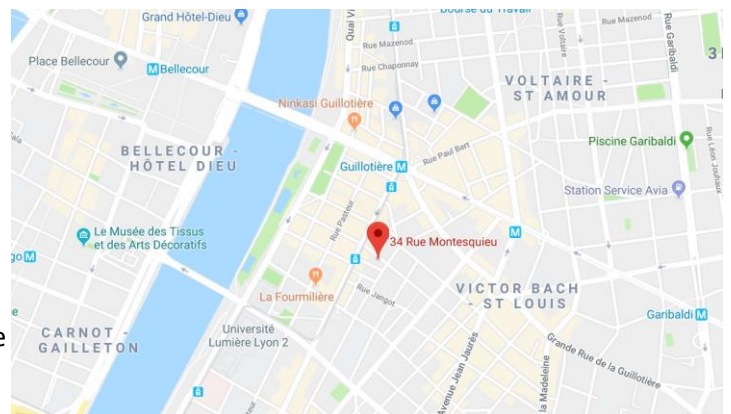 Bourse du Travail
Grand Hôtel-Dieu
Quai Vi
Rue Mazenod
Rue Mazenod
Rue Voltaire
Rue Garibaldi
3
Place Bellecour
M Bellecour
Rue Chaponnay
VOLTAIRE -
ST AMOUR
Ninkasi Guillotière
BELLECOUR -
HÔTEL DIEU
Guillotière M
Rue Paul Bert
Piscine Garibaldi
Rue Léon Jouhaux
Station Service Avia
Rue Pasteur
Le Musée des Tissus
et des Arts Décoratifs
34 Rue Montesquieu
M
go M
La Fourmilière
Rue Jangot
VICTOR BACH
- ST LOUIS
Garibaldi M
e
CARNOT -
GAILLETON
Université
Lumière Lyon 2
Avenue Jean Jaurès
Grande Rue de la Guillotière
la Madeleine
e